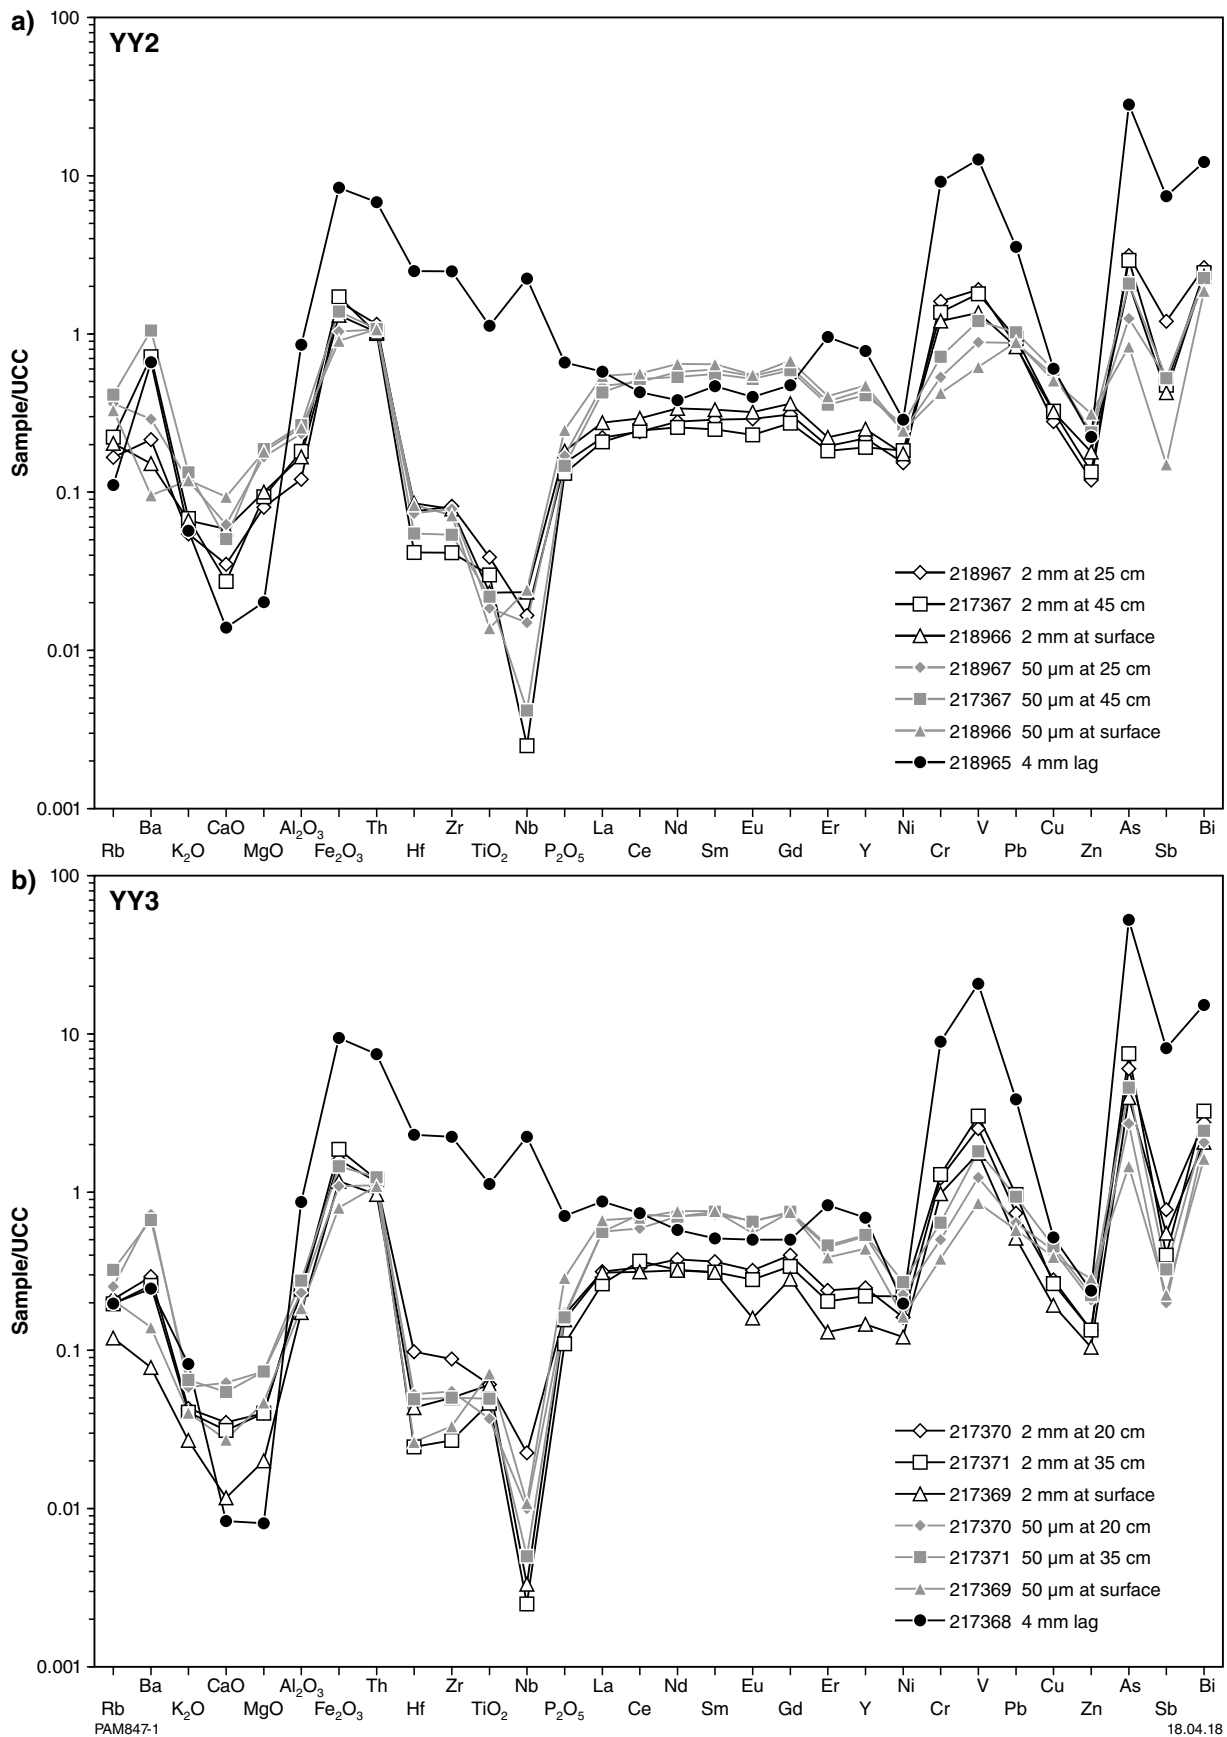 a)
YY2
100
10
1
0.1
0.01
0.001
Sample/UCC
218967 2 mm at 25 cm
217367 2 mm at 45 cm
218966 2 mm at surface
218967 50 µm at 25 cm
217367 50 µm at 45 cm
218966 50 µm at surface
218965 4 mm lag
Ba CaO Al₂O₃ Th Zr Nb La Nd Eu Er Ni V Cu As Bi
Rb K₂O MgO Fe₂O₃ Hf TiO₂ P₂O₅ Ce Sm Gd Y Cr Pb Zn Sb
b)
YY3
100
10
1
0.1
0.01
0.001
Sample/UCC
217370 2 mm at 20 cm
217371 2 mm at 35 cm
217369 2 mm at surface
217370 50 µm at 20 cm
217371 50 µm at 35 cm
217369 50 µm at surface
217368 4 mm lag
Ba CaO Al₂O₃ Th Zr Nb La Nd Eu Er Ni V Cu As Bi
Rb K₂O MgO Fe₂O₃ Hf TiO₂ P₂O₅ Ce Sm Gd Y Cr Pb Zn Sb
PAM847-1 18.04.18